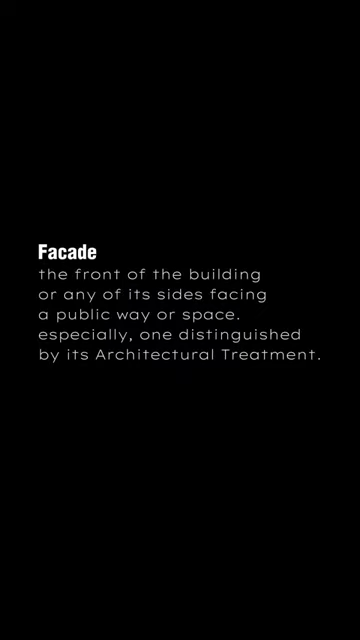 Facade
the front of the building
or any of its sides facing
a public way or space.
especially, one distinguished
by its Architectural Treatment.